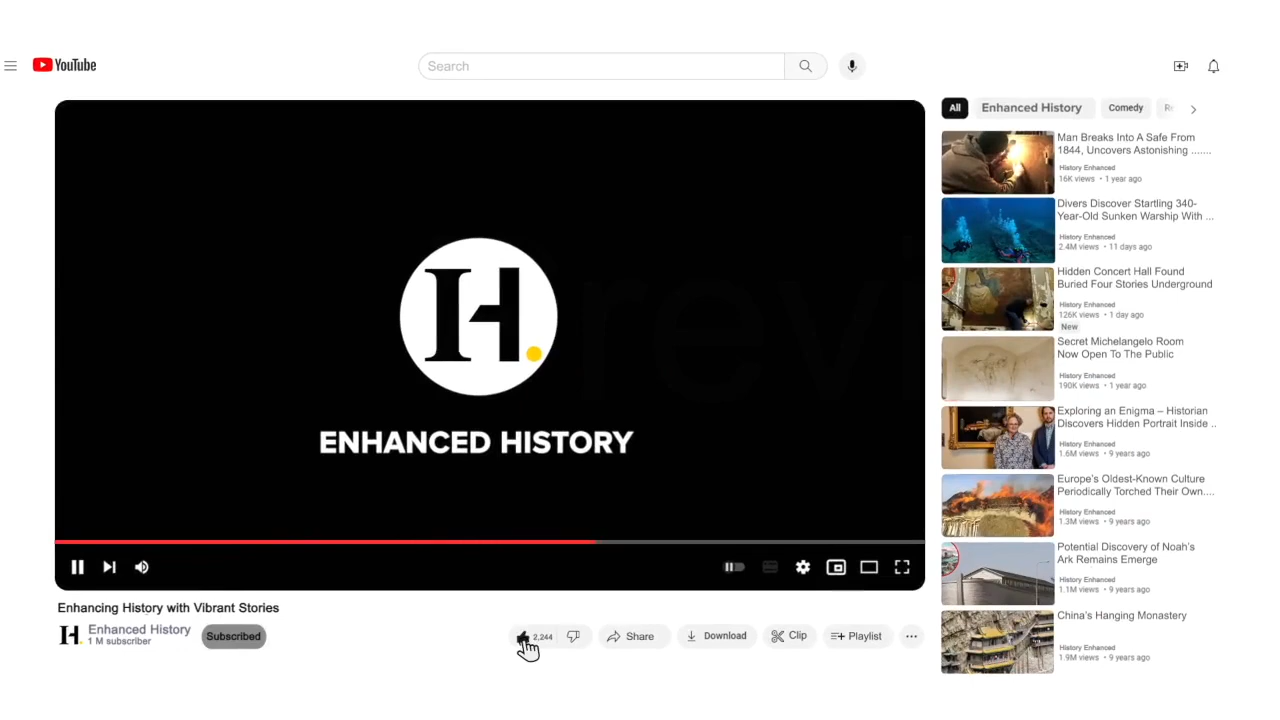 YouTube
Search
All
Enhanced History
Comedy
Man Breaks Into A Safe From
1844, Uncovers Astonishing .......
History Enhanced
16K views • 1 year ago
Divers Discover Startling 340-
Year-Old Sunken Warship With ...
History Enhanced
2.4M views • 11 days ago
Hidden Concert Hall Found
Buried Four Stories Underground
History Enhanced
126K views • 1 day ago
New
Secret Michelangelo Room
Now Open To The Public
History Enhanced
190K views • 1 year ago
Exploring an Enigma – Historian
Discovers Hidden Portrait Inside ..
History Enhanced
1.6M views • 9 years ago
Europe's Oldest-Known Culture
Periodically Torched Their Own....
History Enhanced
1.3M views • 9 years ago
Potential Discovery of Noah's
Ark Remains Emerge
History Enhanced
1.1M views • 9 years ago
China's Hanging Monastery
History Enhanced
1.9M views • 9 years ago
H.
ENHANCED HISTORY
Enhancing History with Vibrant Stories
H.
Enhanced History
1 M subscriber
Subscribed
2,244
Share
Download
Clip
Playlist